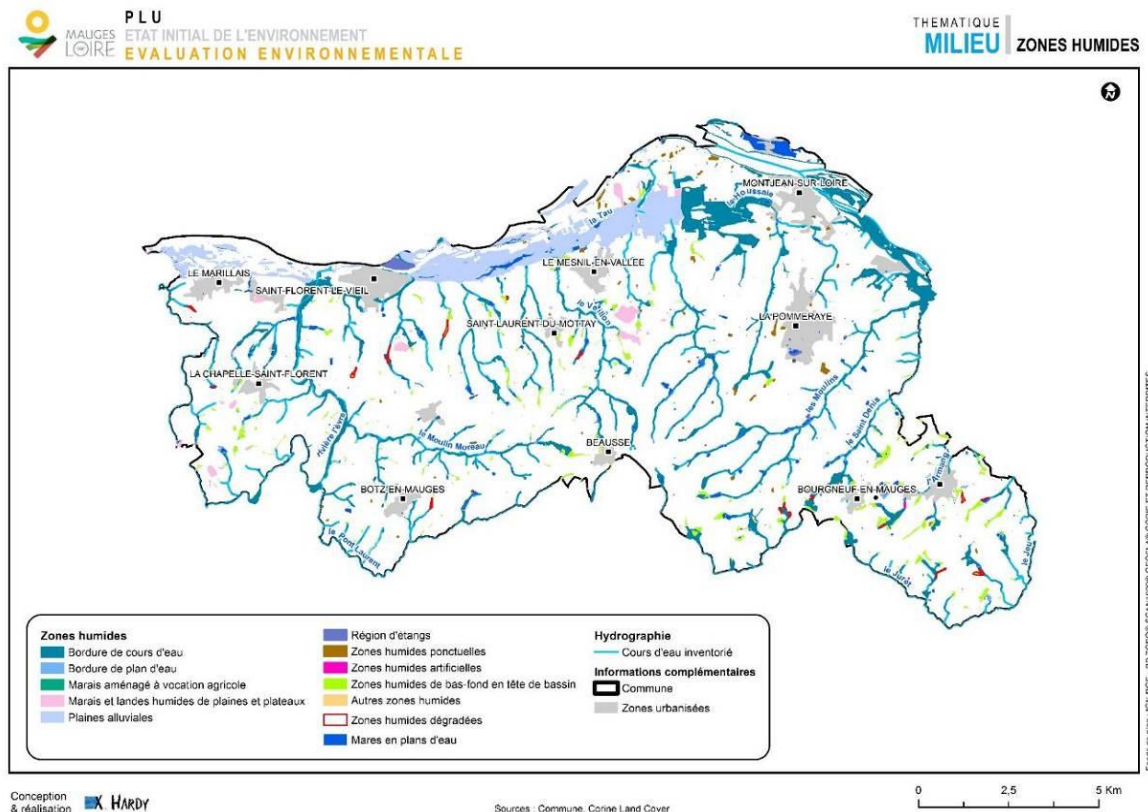 MAUGES
SUR
LOIRE
PLU
ETAT INITIAL DE L'ENVIRONNEMENT
EVALUATION ENVIRONNEMENTALE
THEMATIQUE
MILIEU
ZONES HUMIDES
N
MONTJEAN-SUR-LOIRE
la Houssaie
le Tau
LE MARILLAIS
LE MESNIL-EN-VALLEE
SAINT-FLORENT-LE-VIEIL
le Vallon
SAINT-LAURENT-DU-MOTTAY
LA POMMERAYE
LA CHAPELLE-SAINT-FLORENT
les Moulins
rivière l'èvre
le Moulin Moreau
le Saint Denis
BEAUSSE
l'Armang
BOTZ-EN-MAUGES
BOURGNEUF-EN-MAUGES
le Pont Laurent
le Jeu
le Juret
Zones humides
Bordure de cours d'eau
Bordure de plan d'eau
Marais aménagé à vocation agricole
Marais et landes humides de plaines et plateaux
Plaines alluviales
Région d'étangs
Zones humides ponctuelles
Zones humides artificielles
Zones humides de bas-fond en tête de bassin
Autres zones humides
Zones humides dégradées
Mares en plans d'eau
Hydrographie
Cours d'eau inventorié
Informations complémentaires
Commune
Zones urbanisées
Conception
& réalisation
X. HARDY
Sources : Commune, Corine Land Cover
0 2,5 5 Km